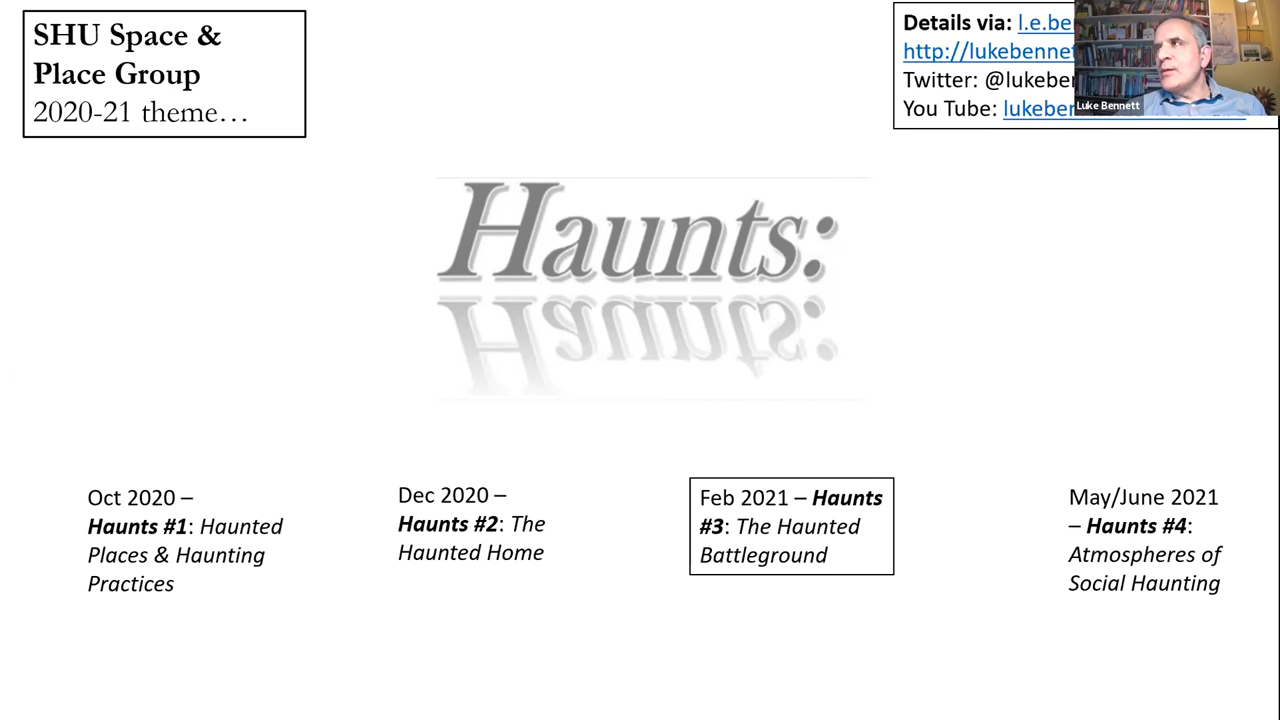 SHU Space &
Place Group
2020-21 theme…
Details via: l.e.be
http://lukebennet
Twitter: @lukeber
You Tube: lukeber
Luke Bennett
Haunts:
Oct 2020 –
Haunts #1: Haunted
Places & Haunting
Practices
Dec 2020 –
Haunts #2: The
Haunted Home
Feb 2021 – Haunts
#3: The Haunted
Battleground
May/June 2021
– Haunts #4:
Atmospheres of
Social Haunting